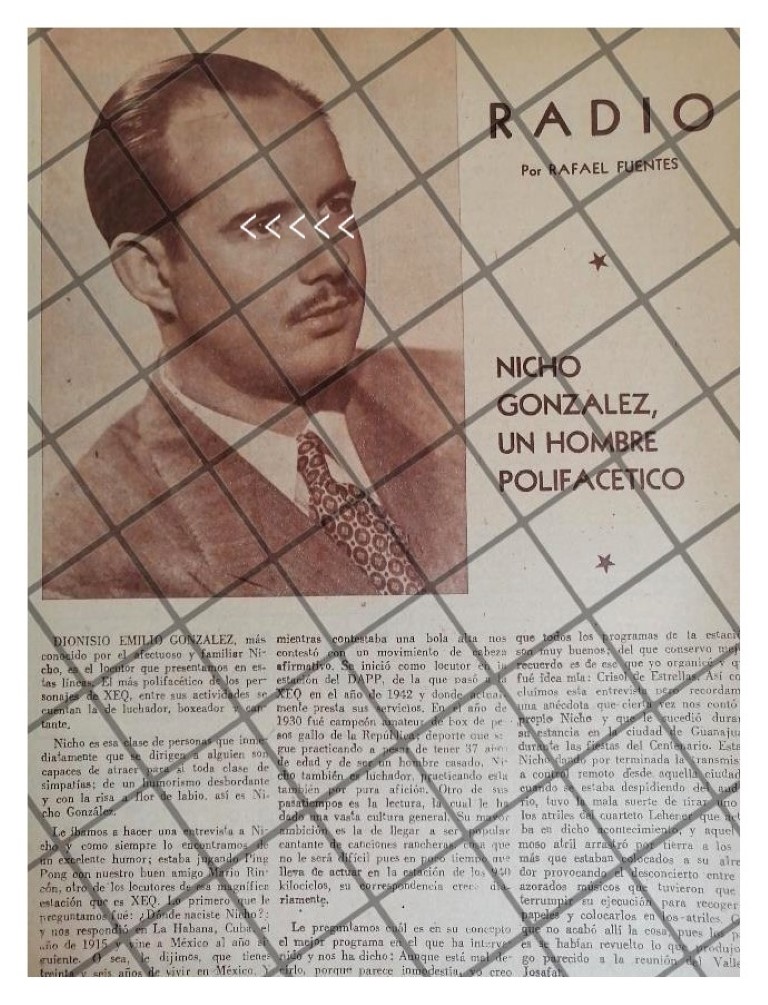 RADIO
Por RAFAEL FUENTES
<<<<<
NICHO
GONZALEZ,
UN HOMBRE
POLIFACETICO
DIONISIO EMILIO GONZALEZ, más
conocido por el afectuoso y familiar Ni-
cho, es el locutor que presentamos en es-
tas líneas. El más polifacético de los per-
sonajes de XEQ, entre sus actividades se
cuentan la de luchador, boxeador y can-
tante.
Nicho es esa clase de personas que inme-
diatamente que se dirigen a alguien son
capaces de atraer para sí toda clase de
simpatías; de un humorismo desbordante
y con la risa a flor de labio, así es Ni-
cho González.
Le íbamos a hacer una entrevista a Ni-
cho y como siempre lo encontramos
un excelente humor; estaba jugando Ping
Pong con nuestro buen amigo Mario Rin-
cón, otro de los locutores de esa magnífica
estación que es XEQ. Lo primero que le
preguntamos fué: ¿Dónde naciste Nicho?:
y nos respondió en La Habana, Cuba, el
año de 1915 y vine a México al año si-
guiente. O sea, le dijimos, que tienes
treinta y seis años de vivir en México. Y
mientras contestaba una bola alta nos
contestó con un movimiento de cabeza
afirmativo. Se inició como locutor en la
estación del DAPP, de la que pasó a
XEQ en el año de 1942 y donde actual-
mente presta sus servicios. En el año de
1930 fué campeón amateur de box de pe-
sos gallo de la República; deporte que si-
gue practicando a pesar de tener 37 años
de edad y de ser un hombre casado. Ni-
cho también es luchador, practicando esta
también por pura afición. Otro de sus
pasatiempos es la lectura, la cual le ha
dado una vasta cultura general. Su mayor
ambición es la de llegar a ser popular
cantante de canciones rancheras, cosa que
no le será difícil pues en poco tiempo que
lleva de actuar en la estación de los 940
kilociclos, su correspondencia crece dia-
riamente.
Le preguntamos cuál es en su concepto
el mejor programa en el que ha interve-
nido y nos ha dicho: Aunque está mal de-
cirlo, porque parece inmodestia, yo creo
que todos los programas de la estació
son muy buenos, del que conservo mej
recuerdo es de ese que yo organicé y q
fué idea mía: Crisol de Estrellas. Así co
cluímos esta entrevista pero recordam
una anécdota que cierta vez nos contó
propio Nicho y que le sucedió duran
su estancia en la ciudad de Guanajua
durante las fiestas del Centenario. Esta
Nicho dando por terminada la transmis
a control remoto desde aquella ciudad
cuando se estaba despidiendo del aud
rio, tuvo la mala suerte de tirar uno
los atriles del cuarteto Lehener que
ba en dicho acontecimiento, y aquel
moso atril arrastró por tierra a los
más que estaban colocados a su alre
dor provocando el desconcierto entre
azorados músicos que tuvieron que
terrumpir su ejecución para recoger
papeles y colocarlos en los atriles,
que no acabó allí la cosa, pues los p
es se habían revuelto lo que produjo
go parecido a la reunión del Valle
Josafat.